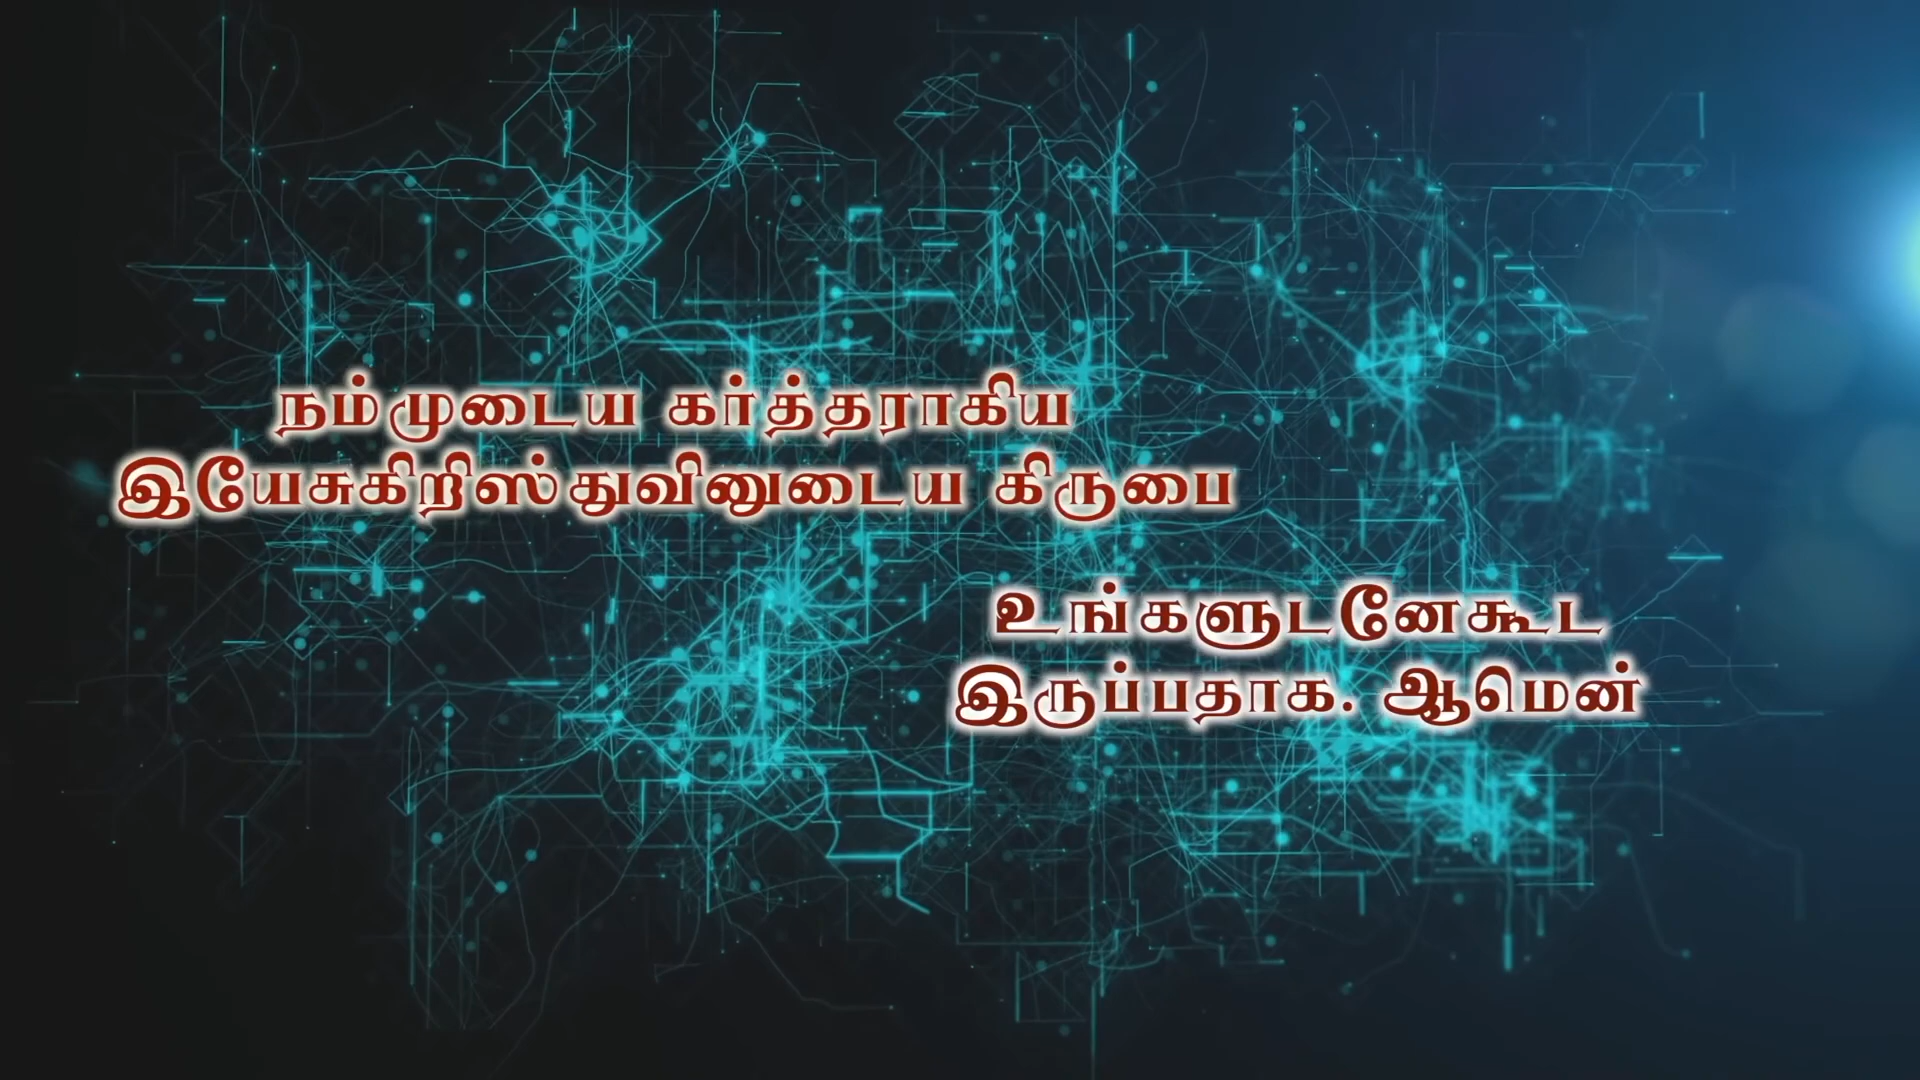 நம்முடைய கர்த்தராகிய
இயேசுகிறிஸ்துவினுடைய கிருபை
உங்களுடனேகூட
இருப்பதாக. ஆமென்